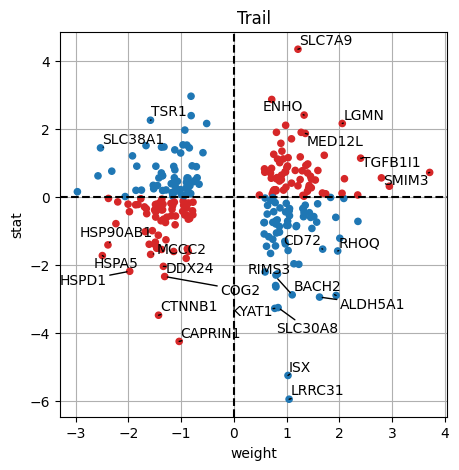 Trail
SLC7A9
ENHO
LGMN
TSR1
MED12L
SLC38A1
TGFB1I1
SMIM3
HSP90AB1
MCCC2
CD72
RHOQ
HSPA5
DDX24
RIMS3
HSPD1
COG2
BACH2
CTNNB1
KYAT1
ALDH5A1
SLC30A8
CAPRIN1
ISX
LRRC31
4
2
0
−2
−4
−6
stat
−3
−2
−1
0
1
2
3
4
weight